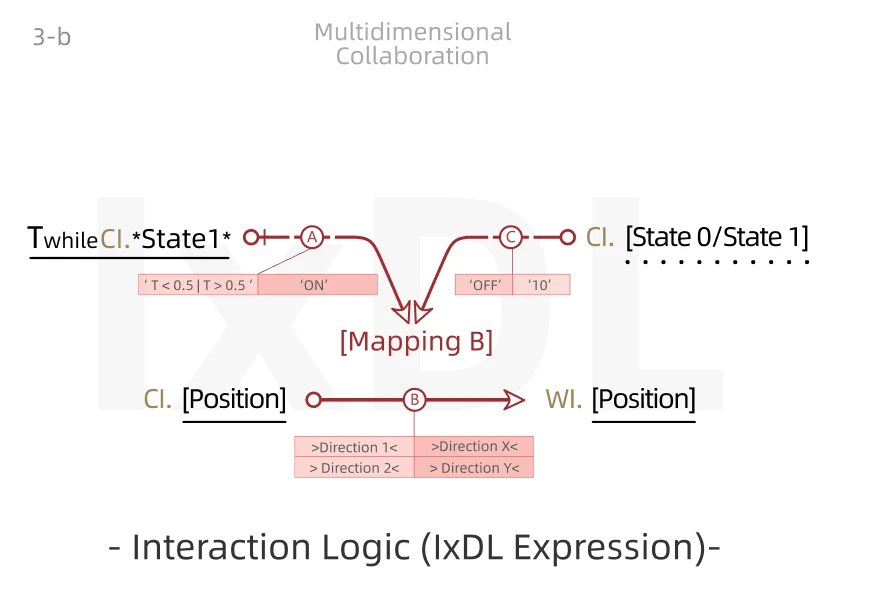 3-b
Multidimensional
Collaboration
IxDL
TwhileCI.*State1* A C CI. [State 0/State 1]
‘ T < 0.5 | T > 0.5 ’ ‘ON’ ‘OFF’ ‘10’
[Mapping B]
CI. [Position] B WI. [Position]
>Direction 1< >Direction X<
> Direction 2< > Direction Y<
- Interaction Logic (IxDL Expression)-